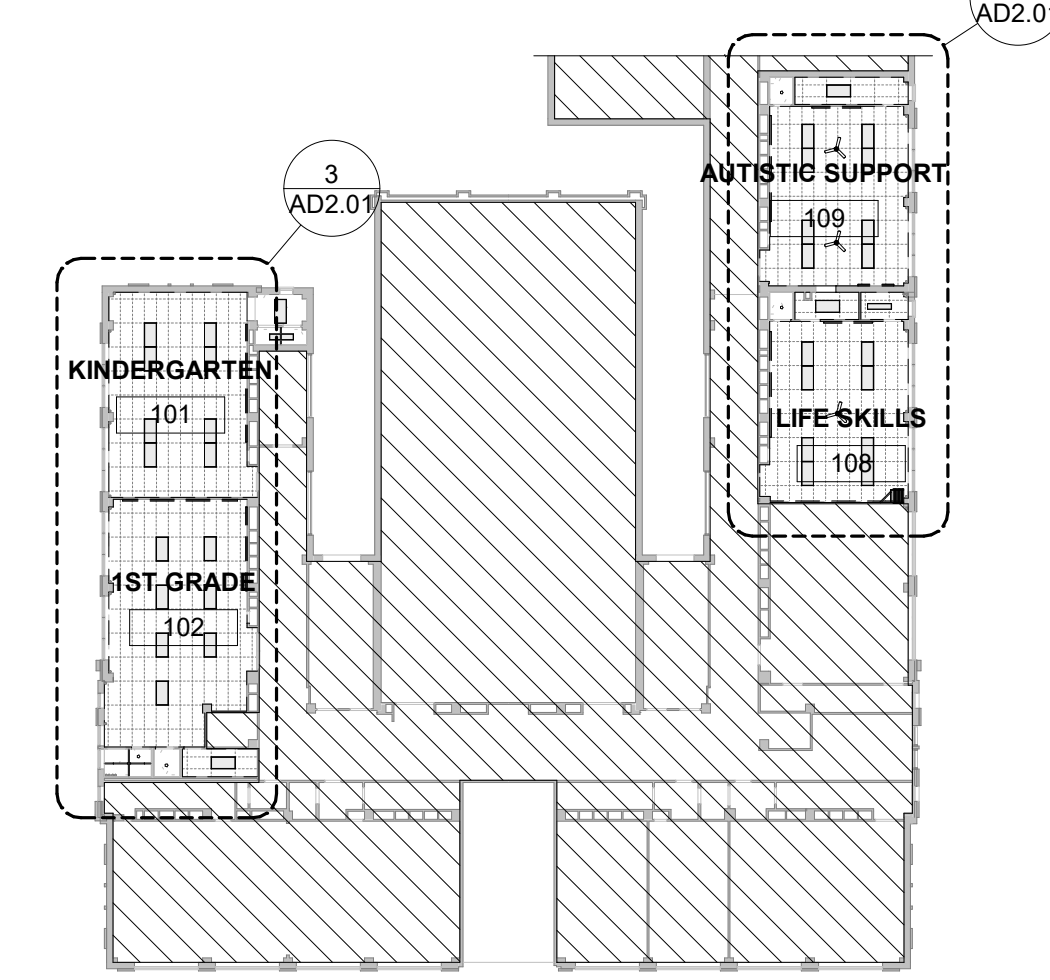 AD2.01
3
AD2.01
AUTISTIC SUPPORT
109
KINDERGARTEN
101
LIFE SKILLS
108
1ST GRADE
102